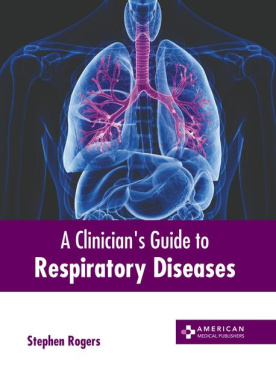 A Clinician's Guide to
Respiratory Diseases
Stephen Rogers
AMERICAN
MEDICAL PUBLISHERS